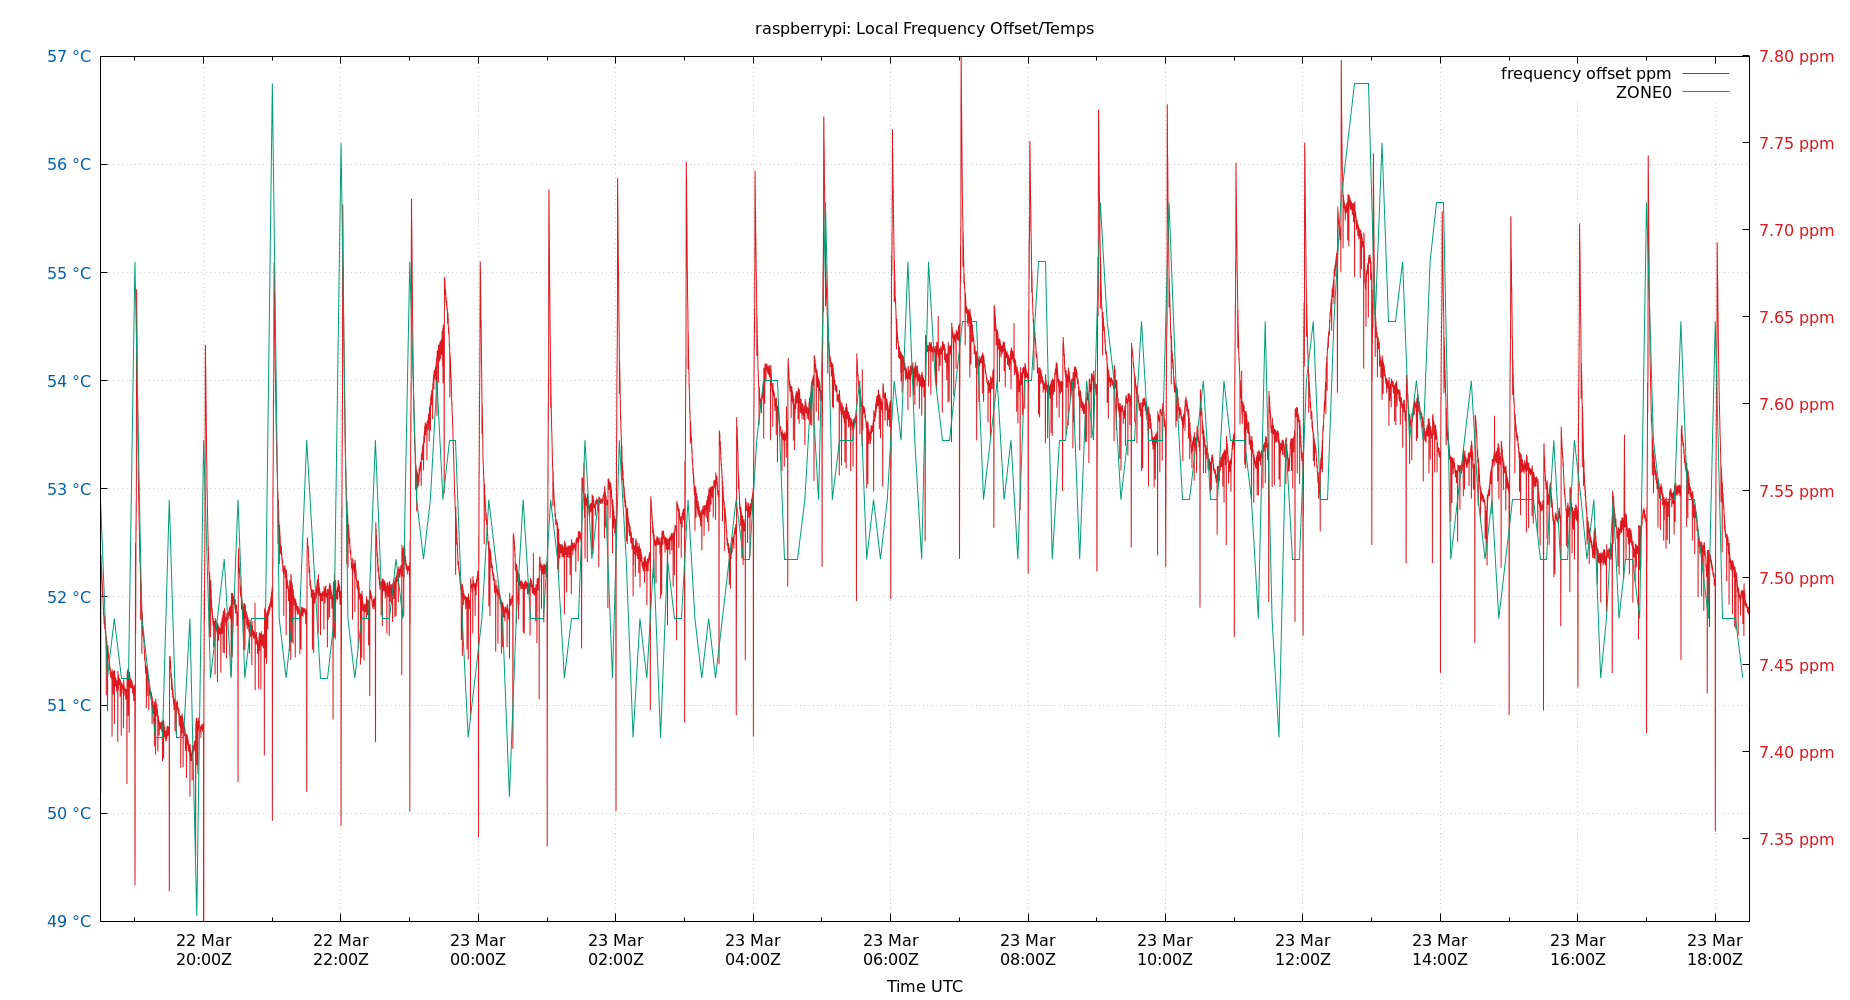 raspberrypi: Local Frequency Offset/Temps
57 °C
56 °C
55 °C
54 °C
53 °C
52 °C
51 °C
50 °C
49 °C
7.80 ppm
7.75 ppm
7.70 ppm
7.65 ppm
7.60 ppm
7.55 ppm
7.50 ppm
7.45 ppm
7.40 ppm
7.35 ppm
frequency offset ppm
ZONE0
22 Mar
20:00Z
22 Mar
22:00Z
23 Mar
00:00Z
23 Mar
02:00Z
23 Mar
04:00Z
23 Mar
06:00Z
23 Mar
08:00Z
23 Mar
10:00Z
23 Mar
12:00Z
23 Mar
14:00Z
23 Mar
16:00Z
23 Mar
18:00Z
Time UTC